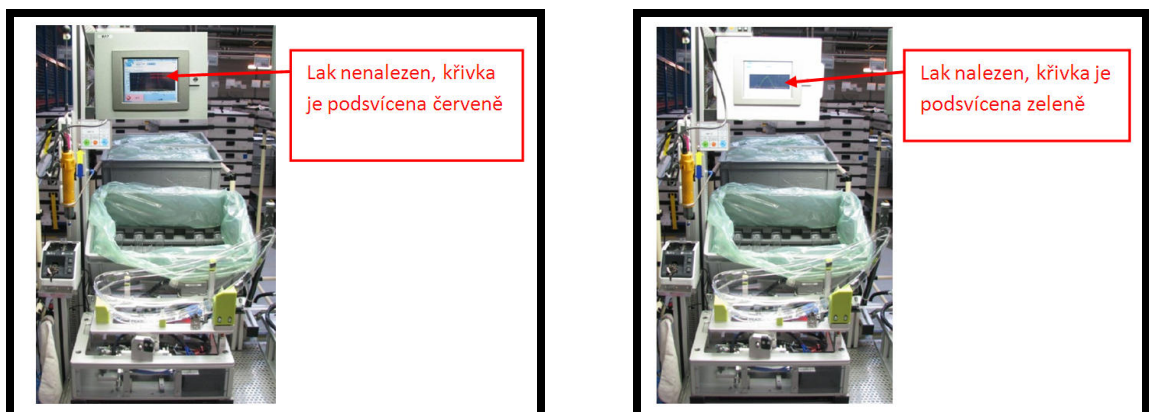 Lak nenalezen, křivka
je podsvícena červeně
Lak nalezen, křivka je
podsvícena zeleně